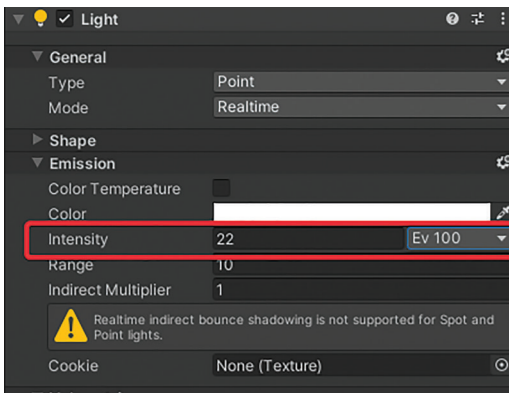 Light
General
Type Point
Mode Realtime
Shape
Emission
Color Temperature
Color
Intensity 22 Ev 100
Range 10
Indirect Multiplier 1
Realtime indirect bounce shadowing is not supported for Spot and
Point lights.
Cookie None (Texture)